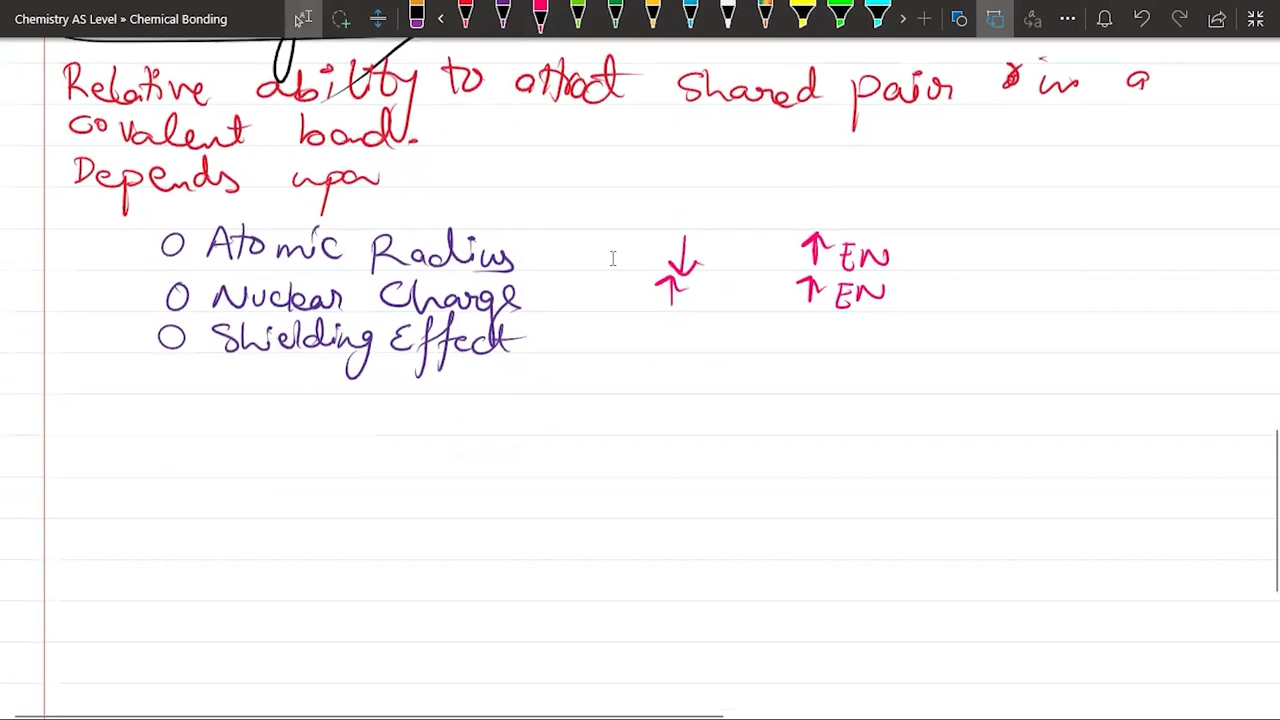 Chemistry AS Level » Chemical Bonding
Relative ability to attract shared pair in a
covalent bond.
Depends upon
○ Atomic Radius ↓ ↑ EN
○ Nuclear Charge ↑ ↑ EN
○ Shielding Effect